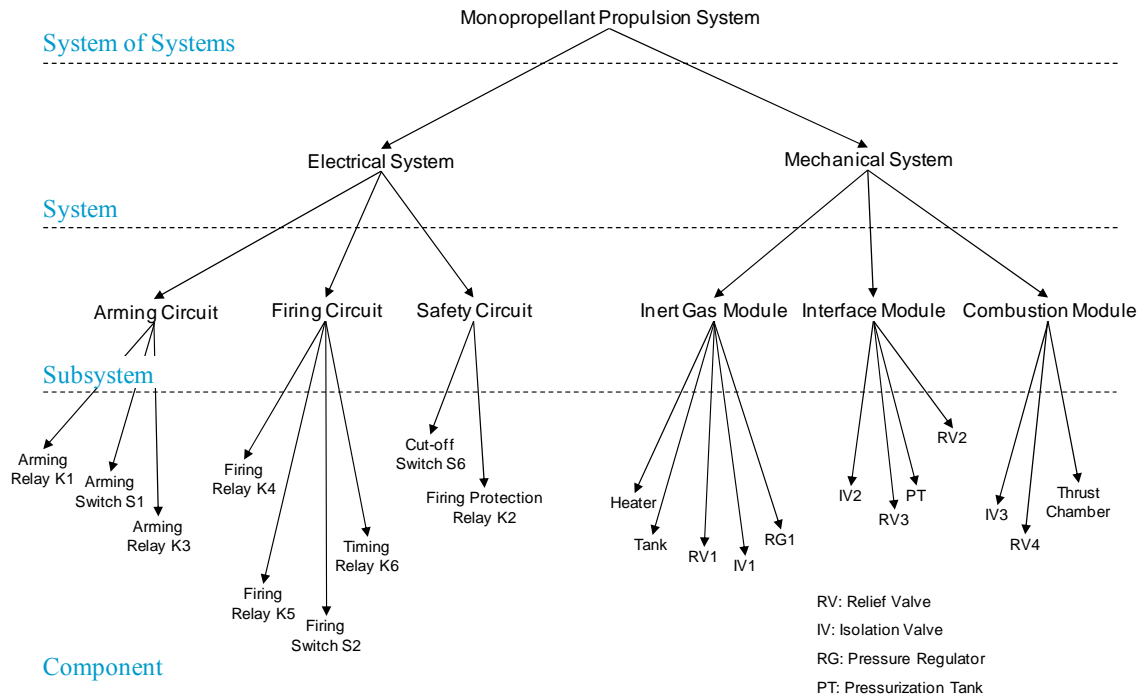 Monopropellant Propulsion System
System of Systems
Electrical System
Mechanical System
System
Arming Circuit
Firing Circuit
Safety Circuit
Inert Gas Module
Interface Module
Combustion Module
Subsystem
Arming
Relay K1
Arming
Switch S1
Arming
Relay K3
Firing
Relay K4
Firing
Relay K5
Firing
Switch S2
Timing
Relay K6
Cut-off
Switch S6
Firing Protection
Relay K2
Heater
Tank
RV1
IV1
RG1
IV2
RV3
PT
RV2
IV3
RV4
Thrust
Chamber
Component
RV: Relief Valve
IV: Isolation Valve
RG: Pressure Regulator
PT: Pressurization Tank